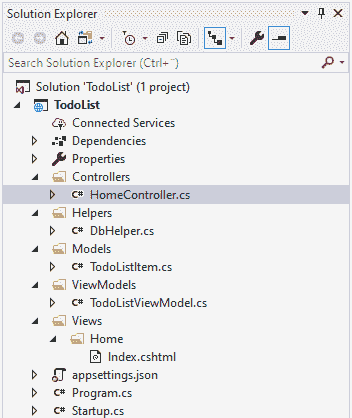 Solution Explorer
Search Solution Explorer (Ctrl+¨)
Solution 'TodoList' (1 project)
TodoList
Connected Services
Dependencies
Properties
Controllers
C# HomeController.cs
Helpers
C# DbHelper.cs
Models
C# TodoListItem.cs
ViewModels
C# TodoListViewModel.cs
Views
Home
Index.cshtml
appsettings.json
C# Program.cs
C# Startup.cs